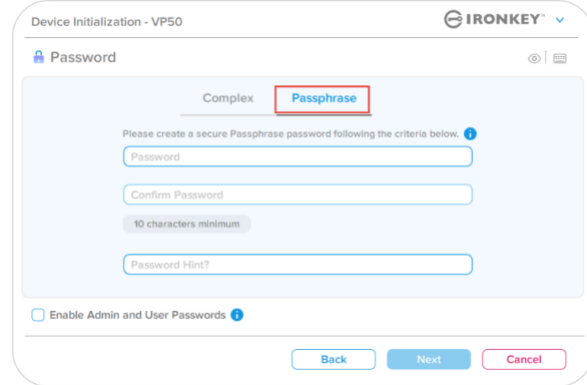 Device Initialization - VP50
IRONKEY™
Password
Complex
Passphrase
Please create a secure Passphrase password following the criteria below.
Password
Confirm Password
10 characters minimum
Password Hint?
Enable Admin and User Passwords
Back
Next
Cancel